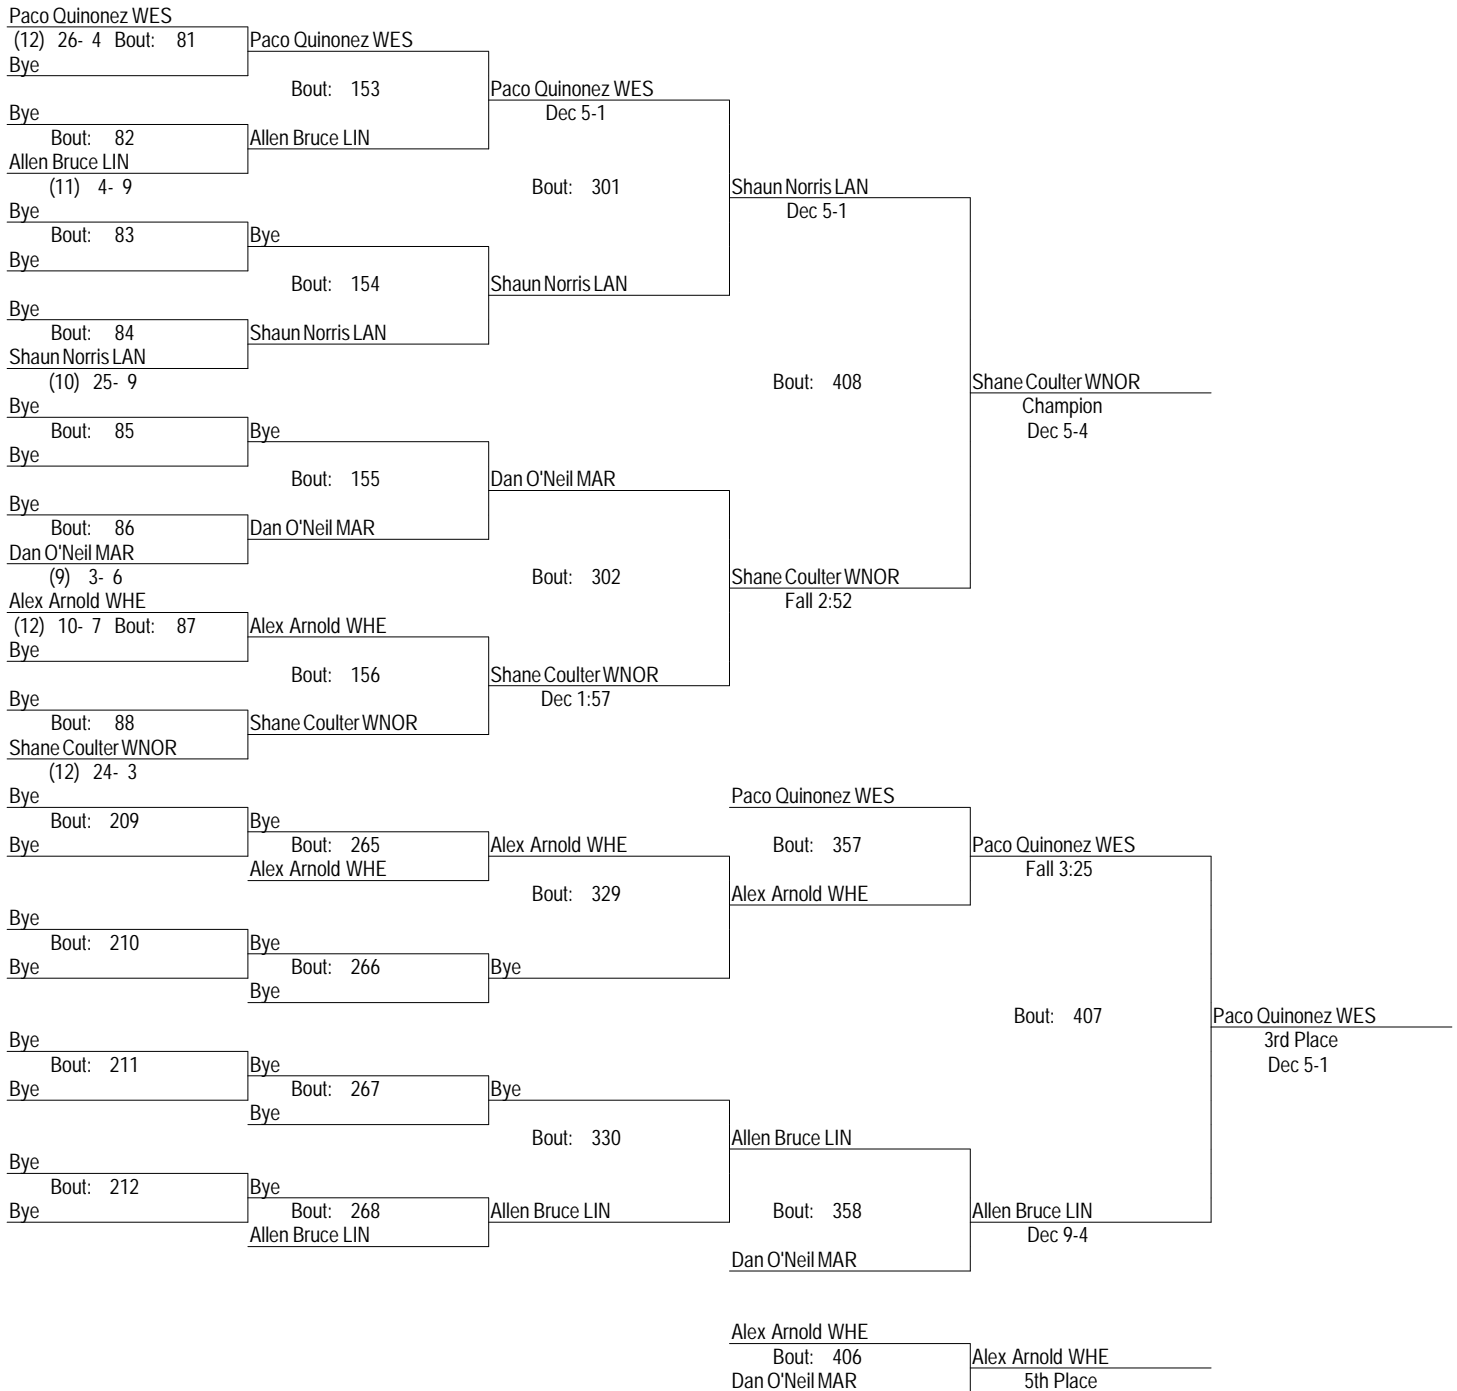 Paco Quinonez WES
(12) 26- 4 Bout: 81 Paco Quinonez WES
Bye
Bout: 153 Paco Quinonez WES
Bye Dec 5-1
Bout: 82 Allen Bruce LIN
Allen Bruce LIN
(11) 4- 9 Bout: 301 Shaun Norris LAN
Bye Dec 5-1
Bout: 83 Bye
Bye
Bout: 154 Shaun Norris LAN
Bye
Bout: 84 Shaun Norris LAN
Shaun Norris LAN
(10) 25- 9 Bout: 408 Shane Coulter WNOR
Bye Champion
Bout: 85 Bye Dec 5-4
Bye
Bout: 155 Dan O'Neil MAR
Bye
Bout: 86 Dan O'Neil MAR
Dan O'Neil MAR
(9) 3- 6 Bout: 302 Shane Coulter WNOR
Alex Arnold WHE Fall 2:52
(12) 10- 7 Bout: 87 Alex Arnold WHE
Bye
Bout: 156 Shane Coulter WNOR
Bye Dec 1:57
Bout: 88 Shane Coulter WNOR
Shane Coulter WNOR
(12) 24- 3
Bye Paco Quinonez WES
Bout: 209 Bye
Bye Bout: 265 Alex Arnold WHE Bout: 357 Paco Quinonez WES
Alex Arnold WHE Fall 3:25
Bout: 329 Alex Arnold WHE
Bye
Bout: 210 Bye
Bye Bout: 266 Bye
Bye
Bout: 407 Paco Quinonez WES
Bye 3rd Place
Bout: 211 Bye Dec 5-1
Bye Bout: 267 Bye
Bye
Bout: 330 Allen Bruce LIN
Bye
Bout: 212 Bye
Bye Bout: 268 Allen Bruce LIN Bout: 358 Allen Bruce LIN
Allen Bruce LIN Dec 9-4
Dan O'Neil MAR
Alex Arnold WHE
Bout: 406 Alex Arnold WHE
Dan O'Neil MAR 5th Place